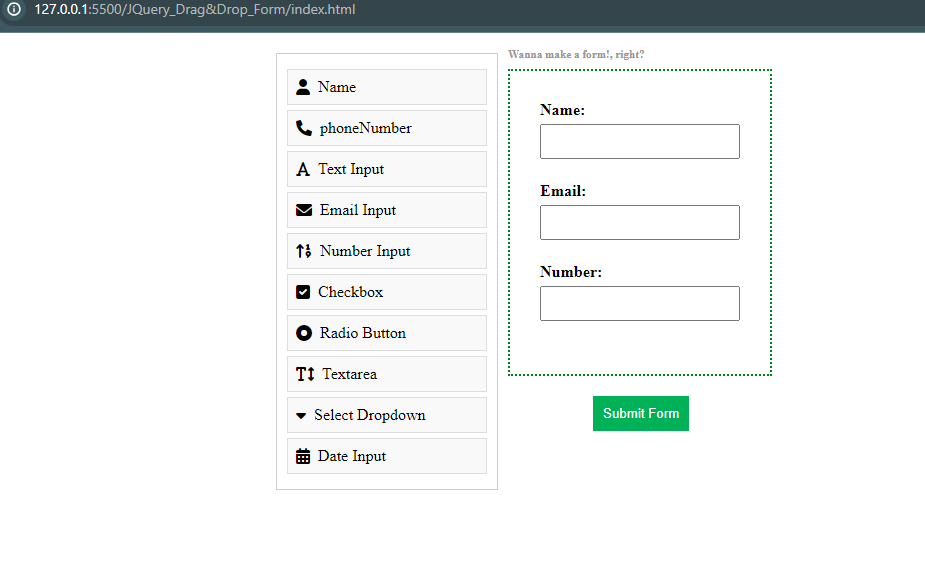 127.0.0.1:5500/JQuery_Drag&Drop_Form/index.html
Wanna make a form!, right?
Name
phoneNumber
Text Input
Email Input
Number Input
Checkbox
Radio Button
Textarea
Select Dropdown
Date Input
Name:
Email:
Number:
Submit Form